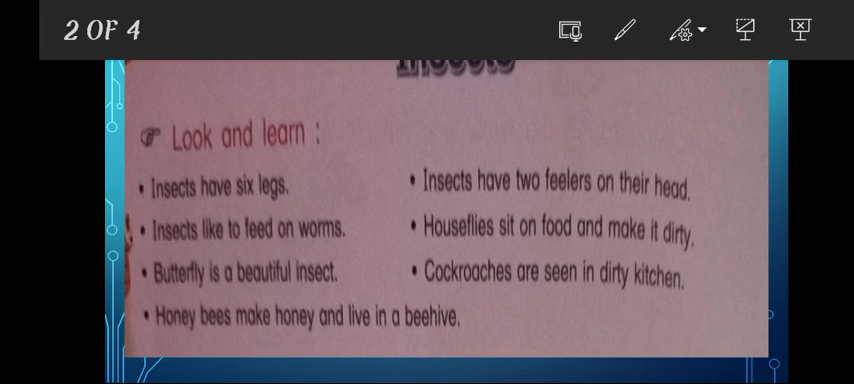 2 OF 4
Insects
Look and learn :
• Insects have six legs.
• Insects have two feelers on their head.
• Insects like to feed on worms.
• Houseflies sit on food and make it dirty.
• Butterfly is a beautiful insect.
• Cockroaches are seen in dirty kitchen.
• Honey bees make honey and live in a beehive.